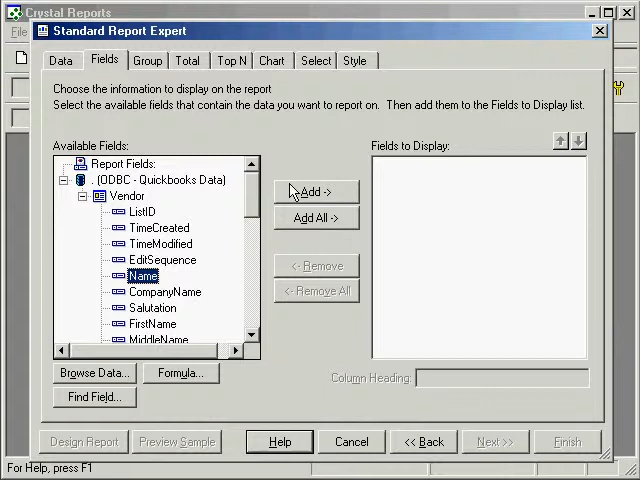 Crystal Reports
File
Standard Report Expert
Data Fields Group Total Top N Chart Select Style
Choose the information to display on the report
Select the available fields that contain the data you want to report on. Then add them to the Fields to Display list.
Available Fields:
Fields to Display:
Report Fields:
. (ODBC - Quickbooks Data)
Vendor
ListID
TimeCreated
TimeModified
EditSequence
Name
CompanyName
Salutation
FirstName
MiddleName
Add ->
Add All ->
<- Remove
<- Remove All
Browse Data...
Formula...
Find Field...
Column Heading:
Design Report
Preview Sample
Help
Cancel
<< Back
Next >>
Finish
For Help, press F1